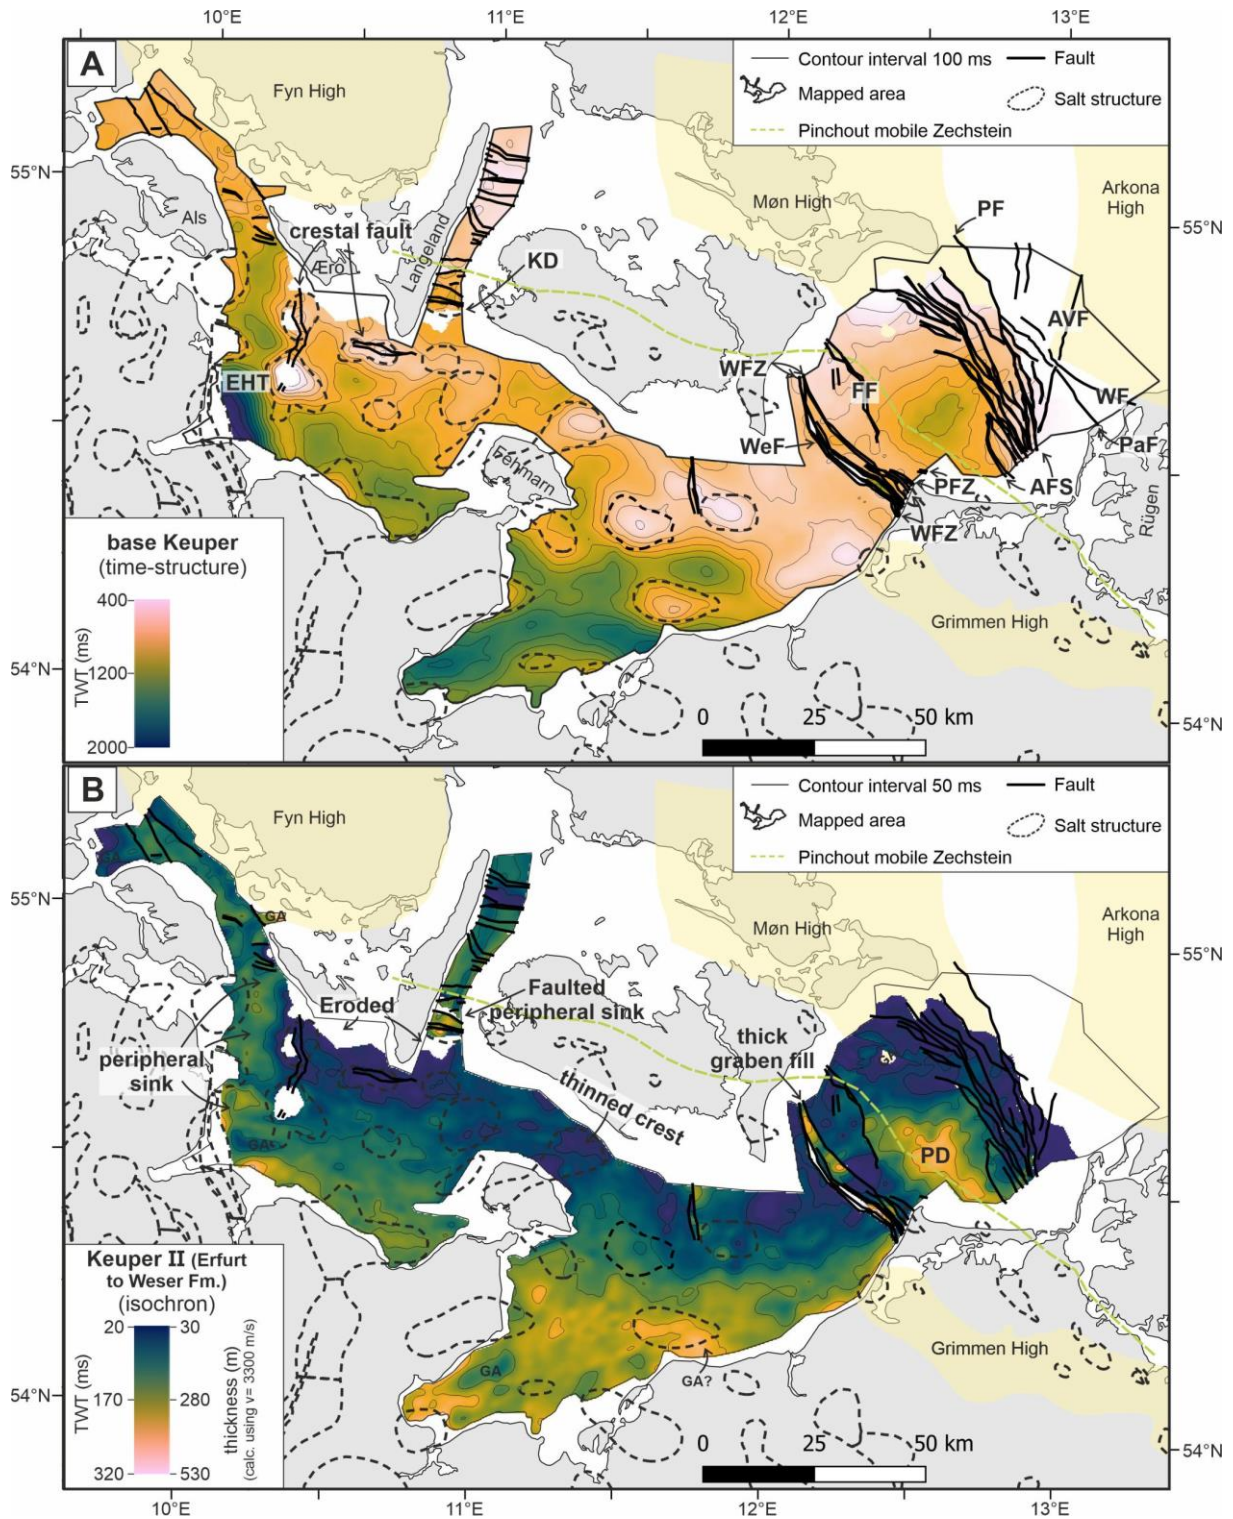 10°E
11°E
12°E
13°E
A
Contour interval 100 ms
Fault
Mapped area
Salt structure
Pinchout mobile Zechstein
Fyn High
55°N
Als
Langeland
Møn High
Arkona
High
PF
55°N
crestal fault
Ærø
KD
AVF
EHT
WFZ
FF
WF
WeF
PaF
Fehmarn
PFZ
AFS
Rügen
WFZ
base Keuper
(time-structure)
400
1200
2000
TWT (ms)
Grimmen High
54°N
0
25
50 km
54°N
B
Contour interval 50 ms
Fault
Mapped area
Salt structure
Pinchout mobile Zechstein
Fyn High
GA
55°N
GA
Møn High
Arkona
High
55°N
Eroded
Faulted
peripheral sink
thick
graben fill
peripheral
sink
thinned crest
GA
PD
Keuper II (Erfurt
to Weser Fm.)
(isochron)
20
30
170
280
320
530
TWT (ms)
thickness (m)
(calc. using v = 3300 m/s)
GA
GA?
Grimmen High
54°N
0
25
50 km
54°N
10°E
11°E
12°E
13°E